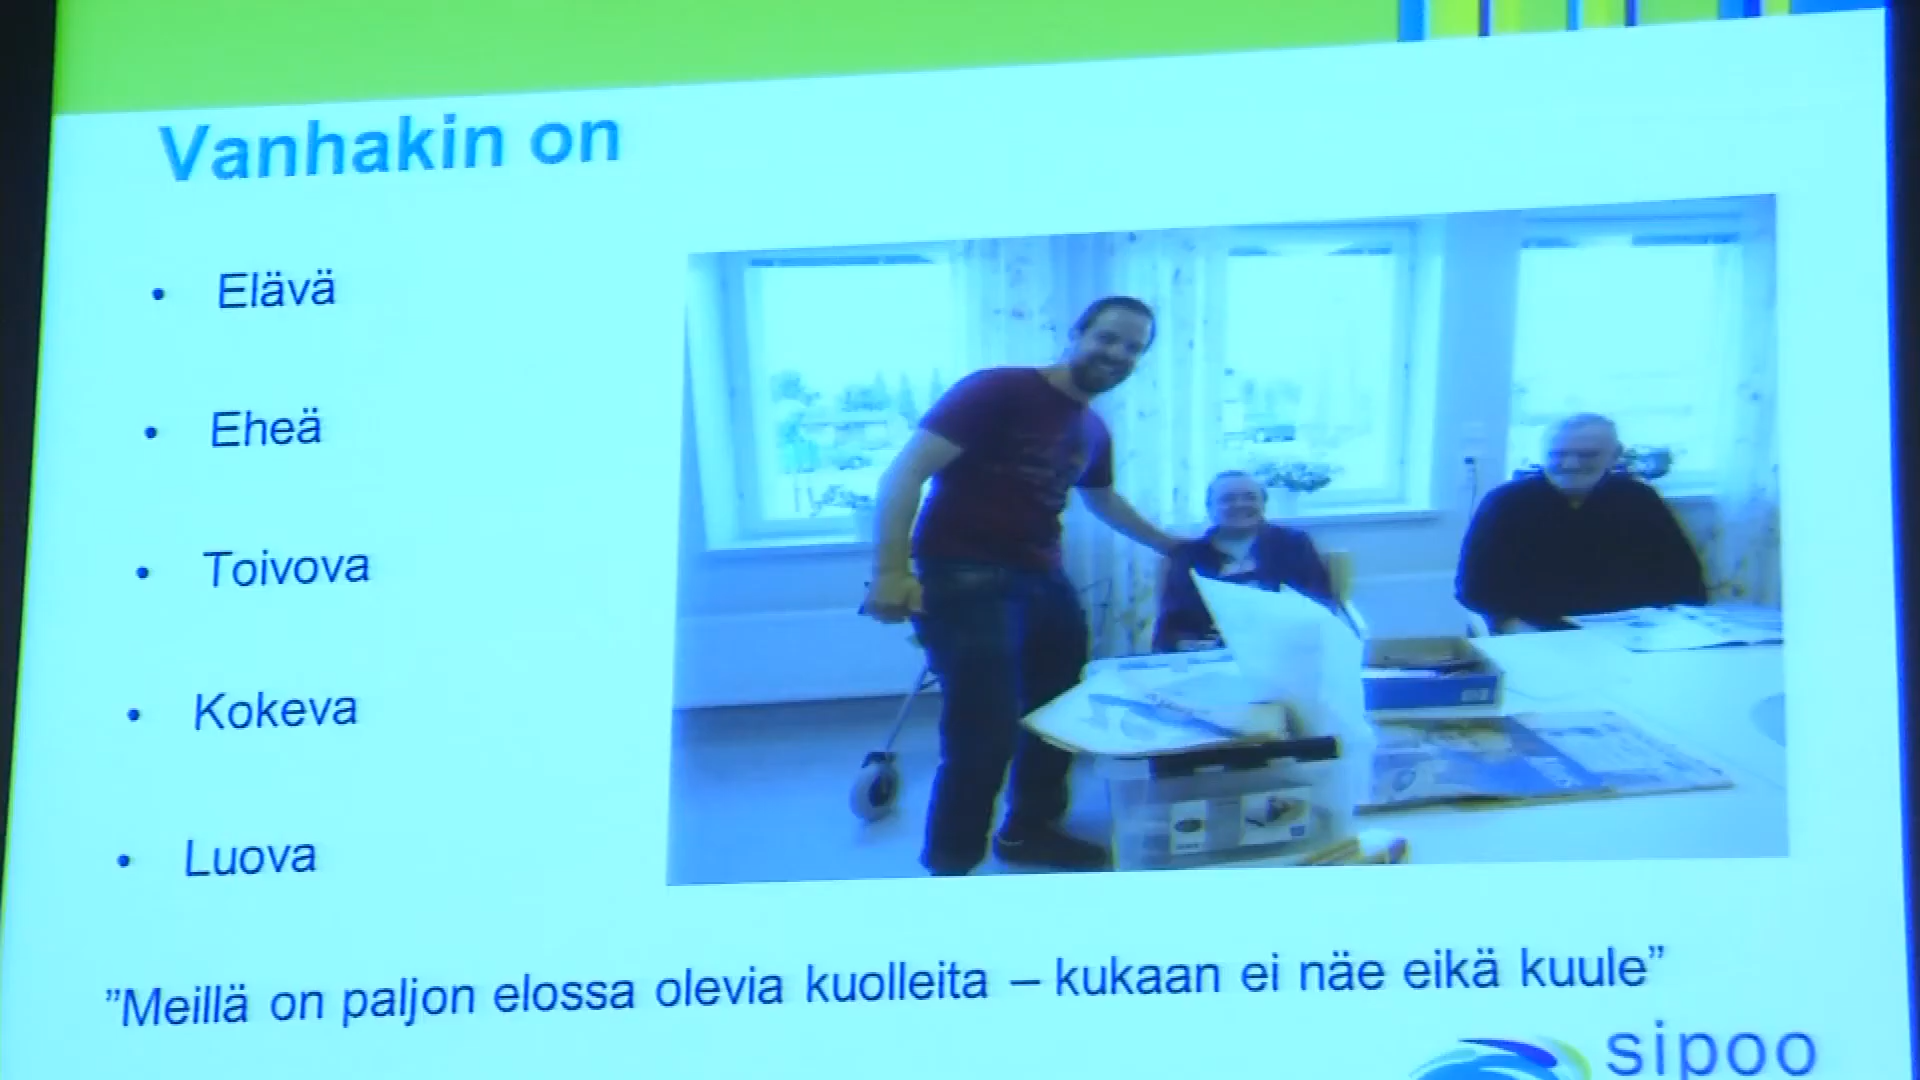 Vanhakin on
• Elävä
• Eheä
• Toivova
• Kokeva
• Luova
”Meillä on paljon elossa olevia kuolleita – kukaan ei näe eikä kuule”
sipoo